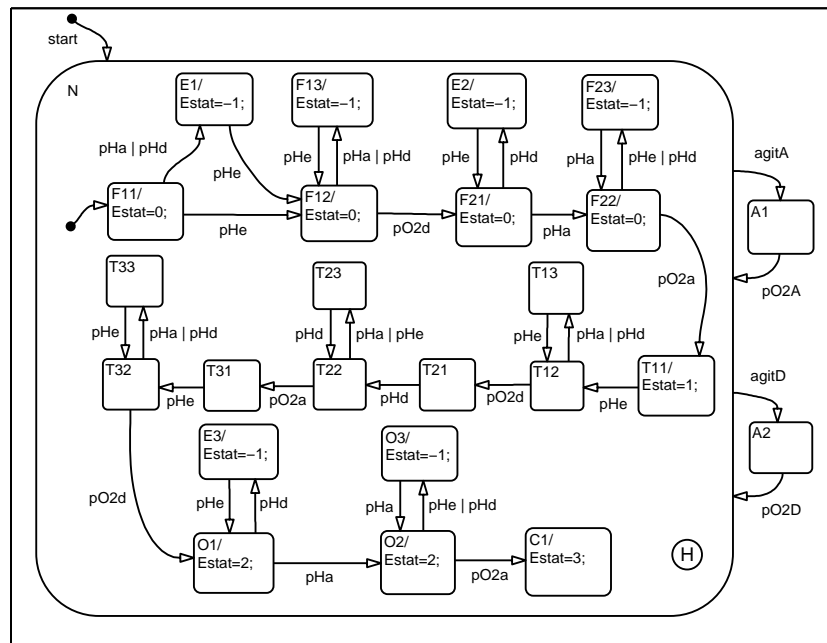 start
N
E1/
Estat=−1;
F13/
Estat=−1;
E2/
Estat=−1;
F23/
Estat=−1;
pHa | pHd
pHe
pHe
pHa | pHd
pHe
pHd
pHa
pHe | pHd
agitA
F11/
Estat=0;
pHe
F12/
Estat=0;
pO2d
F21/
Estat=0;
pHa
F22/
Estat=0;
A1
pO2A
pO2a
T33
T23
T13
pHe
pHa | pHd
pHd
pHa | pHe
pHe
pHa | pHd
T32
pHe
T31
pO2a
T22
pHd
T21
pO2d
T12
pHe
T11/
Estat=1;
agitD
A2
pO2D
E3/
Estat=−1;
O3/
Estat=−1;
pO2d
pHe
pHd
pHa
pHe | pHd
O1/
Estat=2;
pHa
O2/
Estat=2;
pO2a
C1/
Estat=3;
H